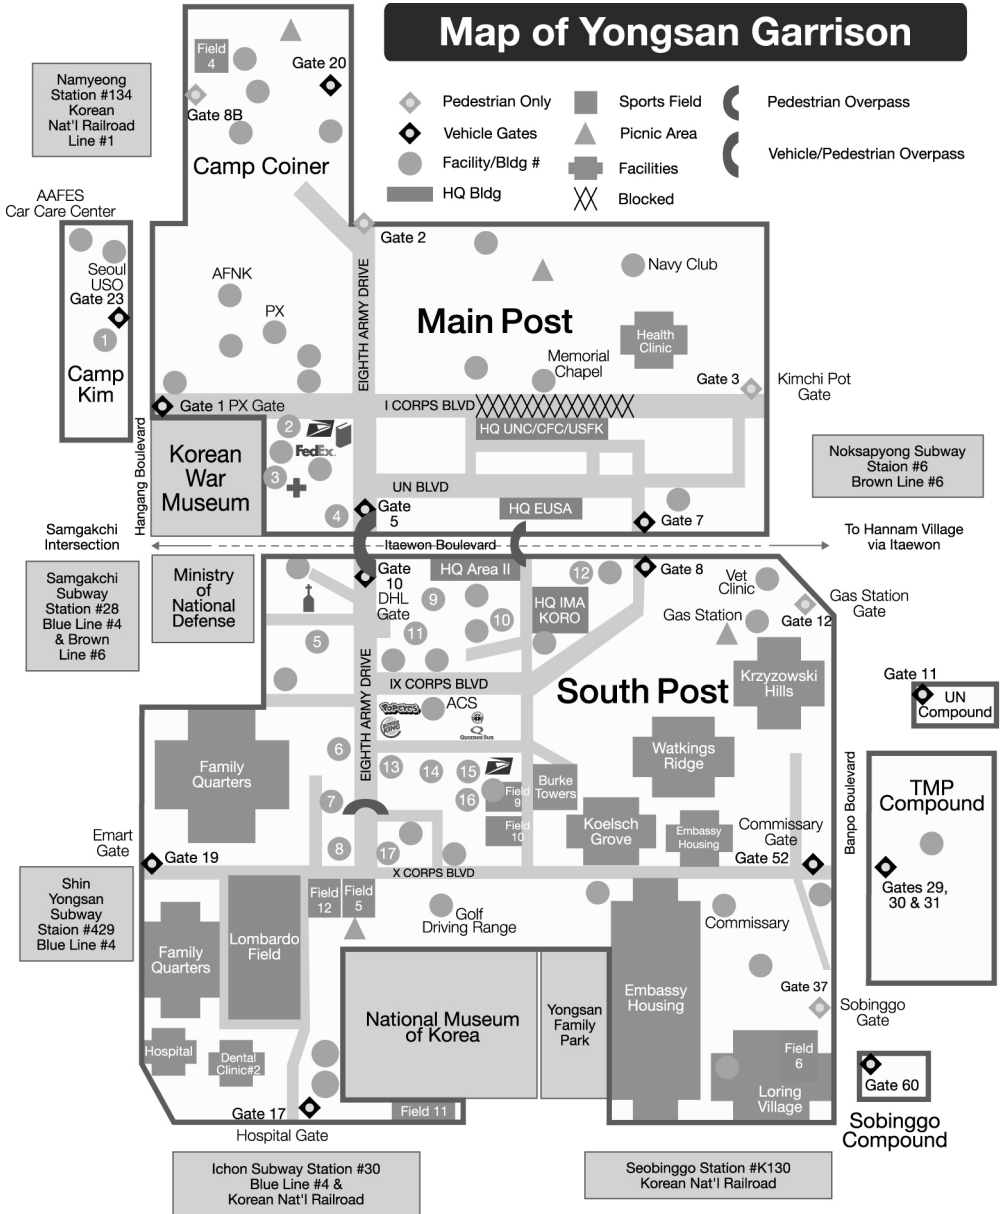 Map of Yongsan Garrison
Pedestrian Only
Vehicle Gates
Facility/Bldg #
HQ Bldg
Sports Field
Picnic Area
Facilities
Blocked
Pedestrian Overpass
Vehicle/Pedestrian Overpass
Namyeong
Station #134
Korean
Nat'l Railroad
Line #1
Field
4
Gate 20
Gate 8B
Camp Coiner
AAFES
Car Care Center
Seoul
USO
Gate 23
1
Camp
Kim
Gate 2
Navy Club
AFNK
PX
EIGHTH ARMY DRIVE
Main Post
Health
Clinic
Memorial
Chapel
Gate 3
Kimchi Pot
Gate
Gate 1 PX Gate
I CORPS BLVD
HQ UNC/CFC/USFK
Hangang Boulevard
Korean
War
Museum
2
FedEx
3
4
UN BLVD
Gate
5
HQ EUSA
Gate 7
Noksapyong Subway
Staion #6
Brown Line #6
Samgakchi
Intersection
Itaewon Boulevard
To Hannam Village
via Itaewon
Samgakchi
Subway
Station #28
Blue Line #4
& Brown
Line #6
Ministry
of
National
Defense
Gate
10
DHL
Gate
HQ Area II
12
Gate 8
9
10
11
HQ IMA
KORO
Vet
Clinic
Gas Station
Gas Station
Gate
Gate 12
5
IX CORPS BLVD
South Post
Krzyzowski
Hills
EIGHTH ARMY DRIVE
POPEYES
BURGER
KING
ACS
Quiznos Sub
Gate 11
UN
Compound
Family
Quarters
6
13
14
15
16
Field
9
Burke
Towers
Watkings
Ridge
7
Field
10
Koelsch
Grove
Embassy
Housing
Commissary
Gate
Banpo Boulevard
TMP
Compound
Emart
Gate
Gate 19
8
17
X CORPS BLVD
Gate 52
Gates 29,
30 & 31
Shin
Yongsan
Subway
Staion #429
Blue Line #4
Field
12
Field
5
Golf
Driving Range
Commissary
Family
Quarters
Lombardo
Field
National Museum
of Korea
Yongsan
Family
Park
Embassy
Housing
Gate 37
Sobinggo
Gate
Hospital
Dental
Clinic#2
Field
6
Loring
Village
Gate 60
Sobinggo
Compound
Gate 17
Hospital Gate
Field 11
Ichon Subway Station #30
Blue Line #4 &
Korean Nat'l Railroad
Seobinggo Station #K130
Korean Nat'l Railroad